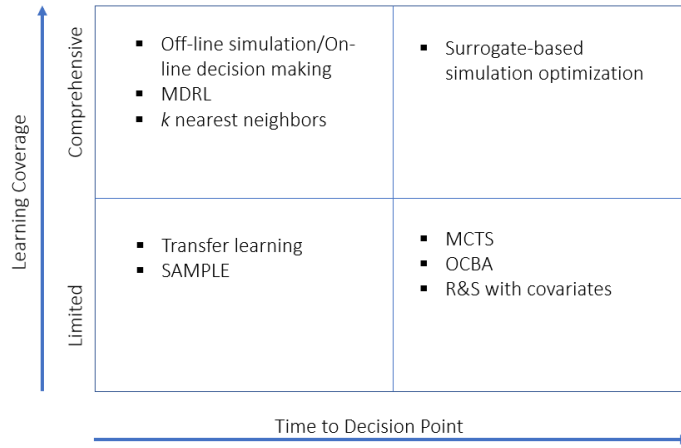 Learning Coverage
Comprehensive
▪ Off-line simulation/On-
line decision making
▪ MDRL
▪ k nearest neighbors
▪ Surrogate-based
simulation optimization
Limited
▪ Transfer learning
▪ SAMPLE
▪ MCTS
▪ OCBA
▪ R&S with covariates
Time to Decision Point